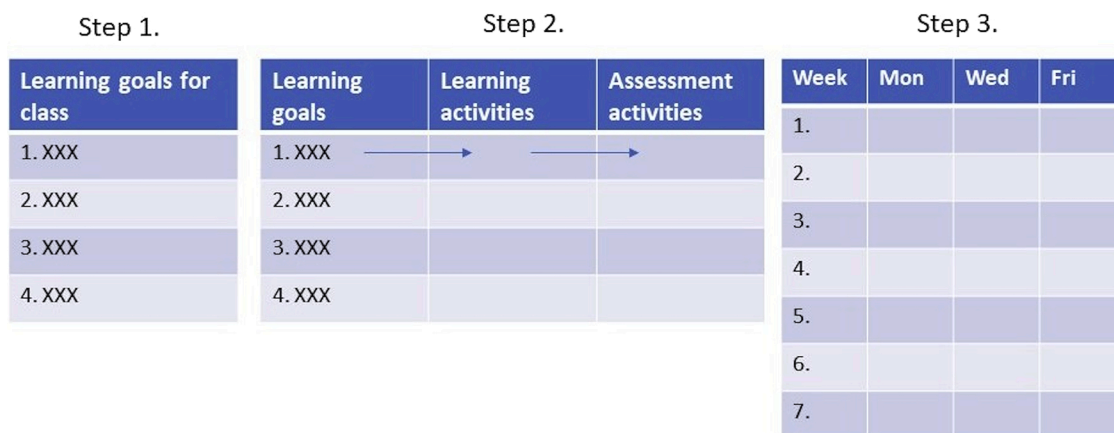 Step 1.
Learning goals for
class
1. XXX
2. XXX
3. XXX
4. XXX
Step 2.
Learning goals Learning activities Assessment activities
1. XXX
2. XXX
3. XXX
4. XXX
Step 3.
Week Mon Wed Fri
1.
2.
3.
4.
5.
6.
7.